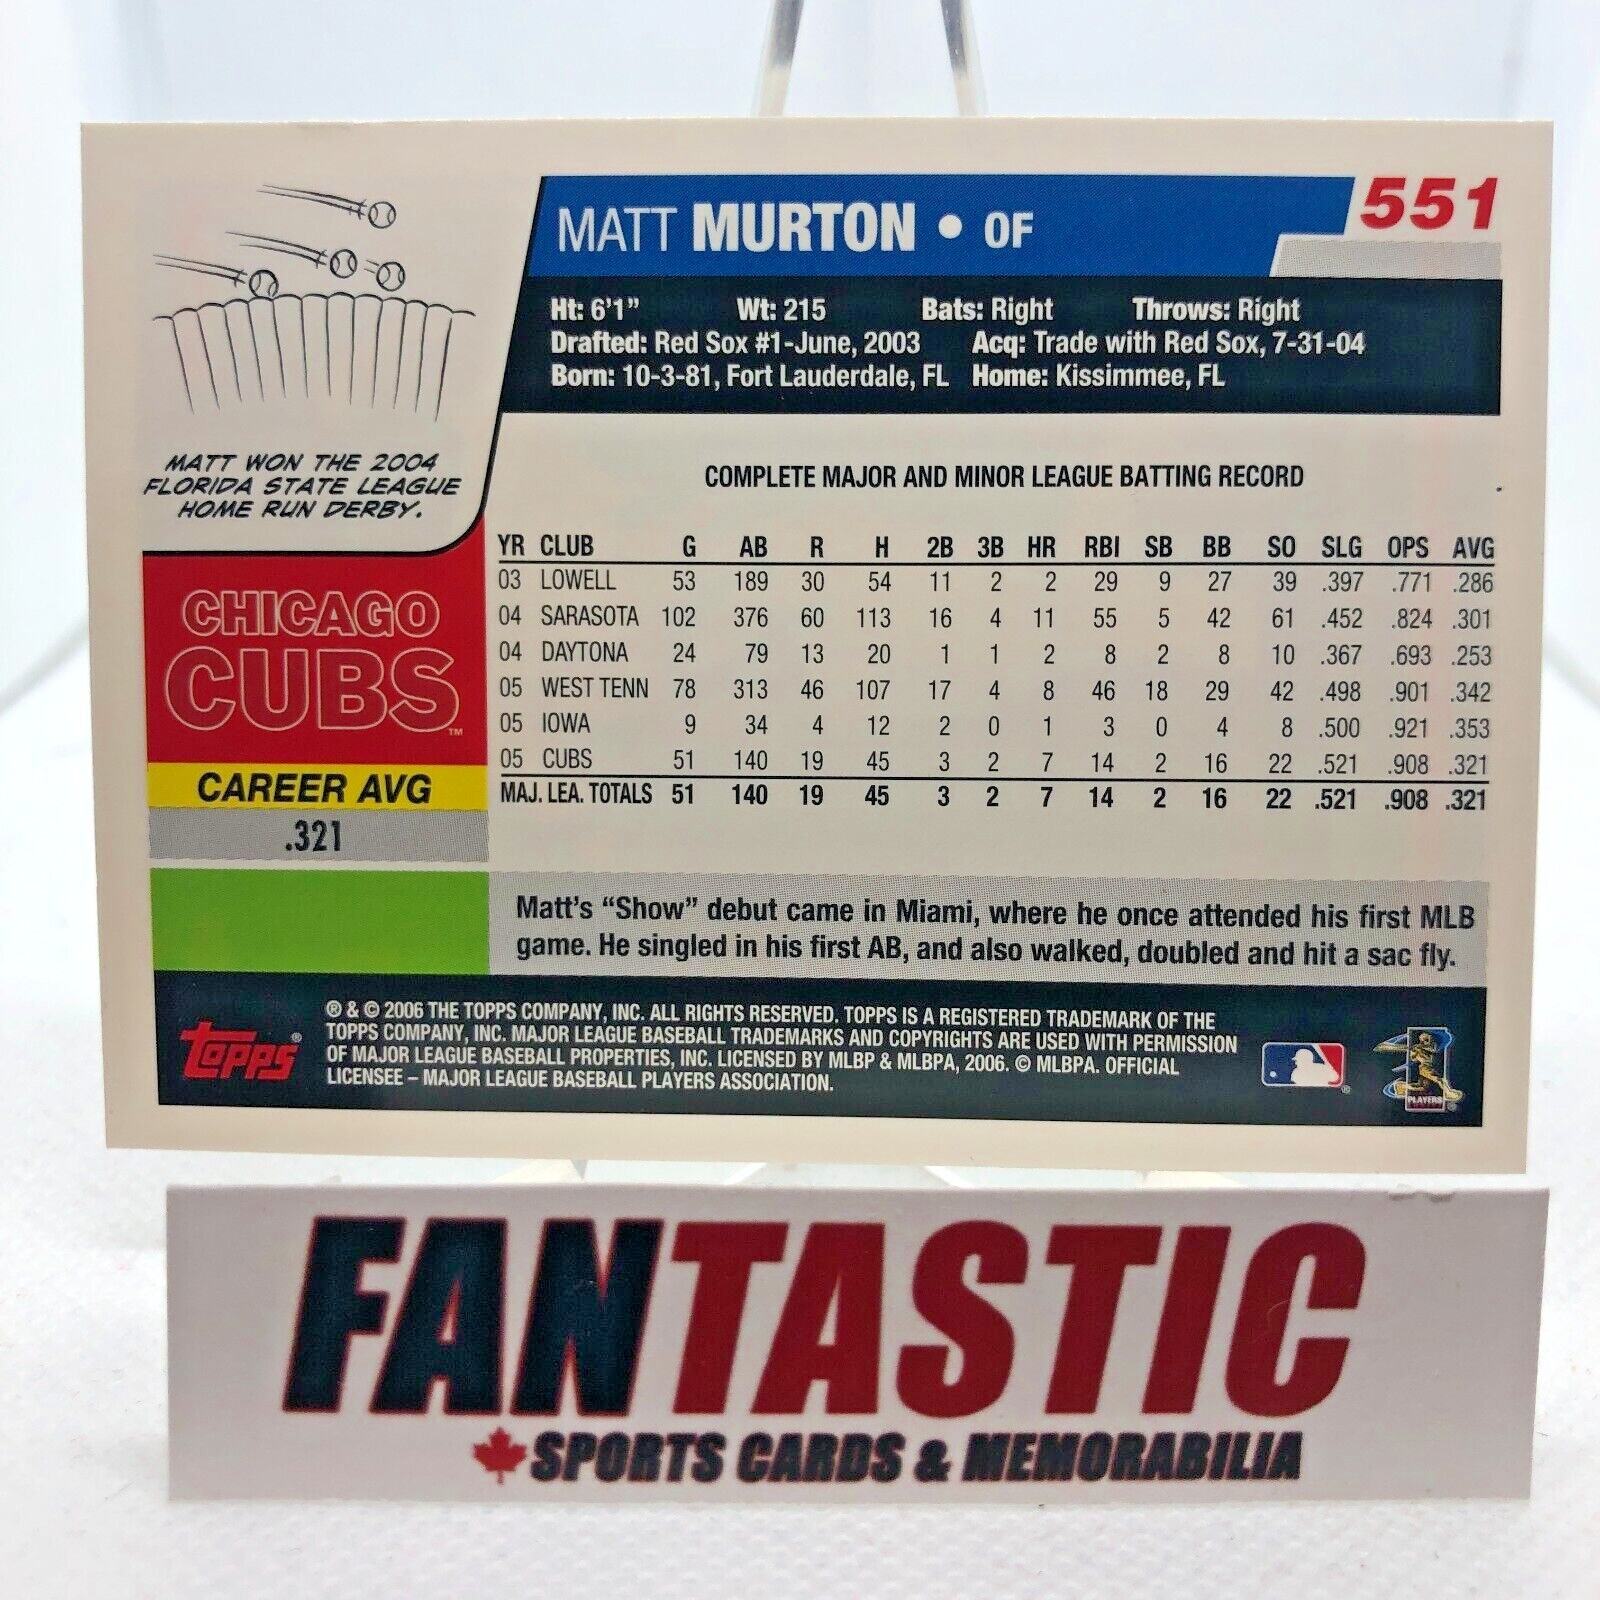 551
MATT MURTON • OF
Ht: 6'1” Wt: 215 Bats: Right Throws: Right
Drafted: Red Sox #1-June, 2003 Acq: Trade with Red Sox, 7-31-04
Born: 10-3-81, Fort Lauderdale, FL Home: Kissimmee, FL
MATT WON THE 2004
FLORIDA STATE LEAGUE
HOME RUN DERBY.
CHICAGO
CUBS™
CAREER AVG
.321
COMPLETE MAJOR AND MINOR LEAGUE BATTING RECORD
YR CLUB G AB R H 2B 3B HR RBI SB BB SO SLG OPS AVG
03 LOWELL 53 189 30 54 11 2 2 29 9 27 39 .397 .771 .286
04 SARASOTA 102 376 60 113 16 4 11 55 5 42 61 .452 .824 .301
04 DAYTONA 24 79 13 20 1 1 2 8 2 8 10 .367 .693 .253
05 WEST TENN 78 313 46 107 17 4 8 46 18 29 42 .498 .901 .342
05 IOWA 9 34 4 12 2 0 1 3 0 4 8 .500 .921 .353
05 CUBS 51 140 19 45 3 2 7 14 2 16 22 .521 .908 .321
MAJ. LEA. TOTALS 51 140 19 45 3 2 7 14 2 16 22 .521 .908 .321
Matt's “Show” debut came in Miami, where he once attended his first MLB
game. He singled in his first AB, and also walked, doubled and hit a sac fly.
Topps®
® & © 2006 THE TOPPS COMPANY, INC. ALL RIGHTS RESERVED. TOPPS IS A REGISTERED TRADEMARK OF THE
TOPPS COMPANY, INC. MAJOR LEAGUE BASEBALL TRADEMARKS AND COPYRIGHTS ARE USED WITH PERMISSION
OF MAJOR LEAGUE BASEBALL PROPERTIES, INC. LICENSED BY MLBP & MLBPA, 2006. © MLBPA. OFFICIAL
LICENSEE – MAJOR LEAGUE BASEBALL PLAYERS ASSOCIATION.
®
PLAYERS ®
FANTASTIC
SPORTS CARDS & MEMORABILIA